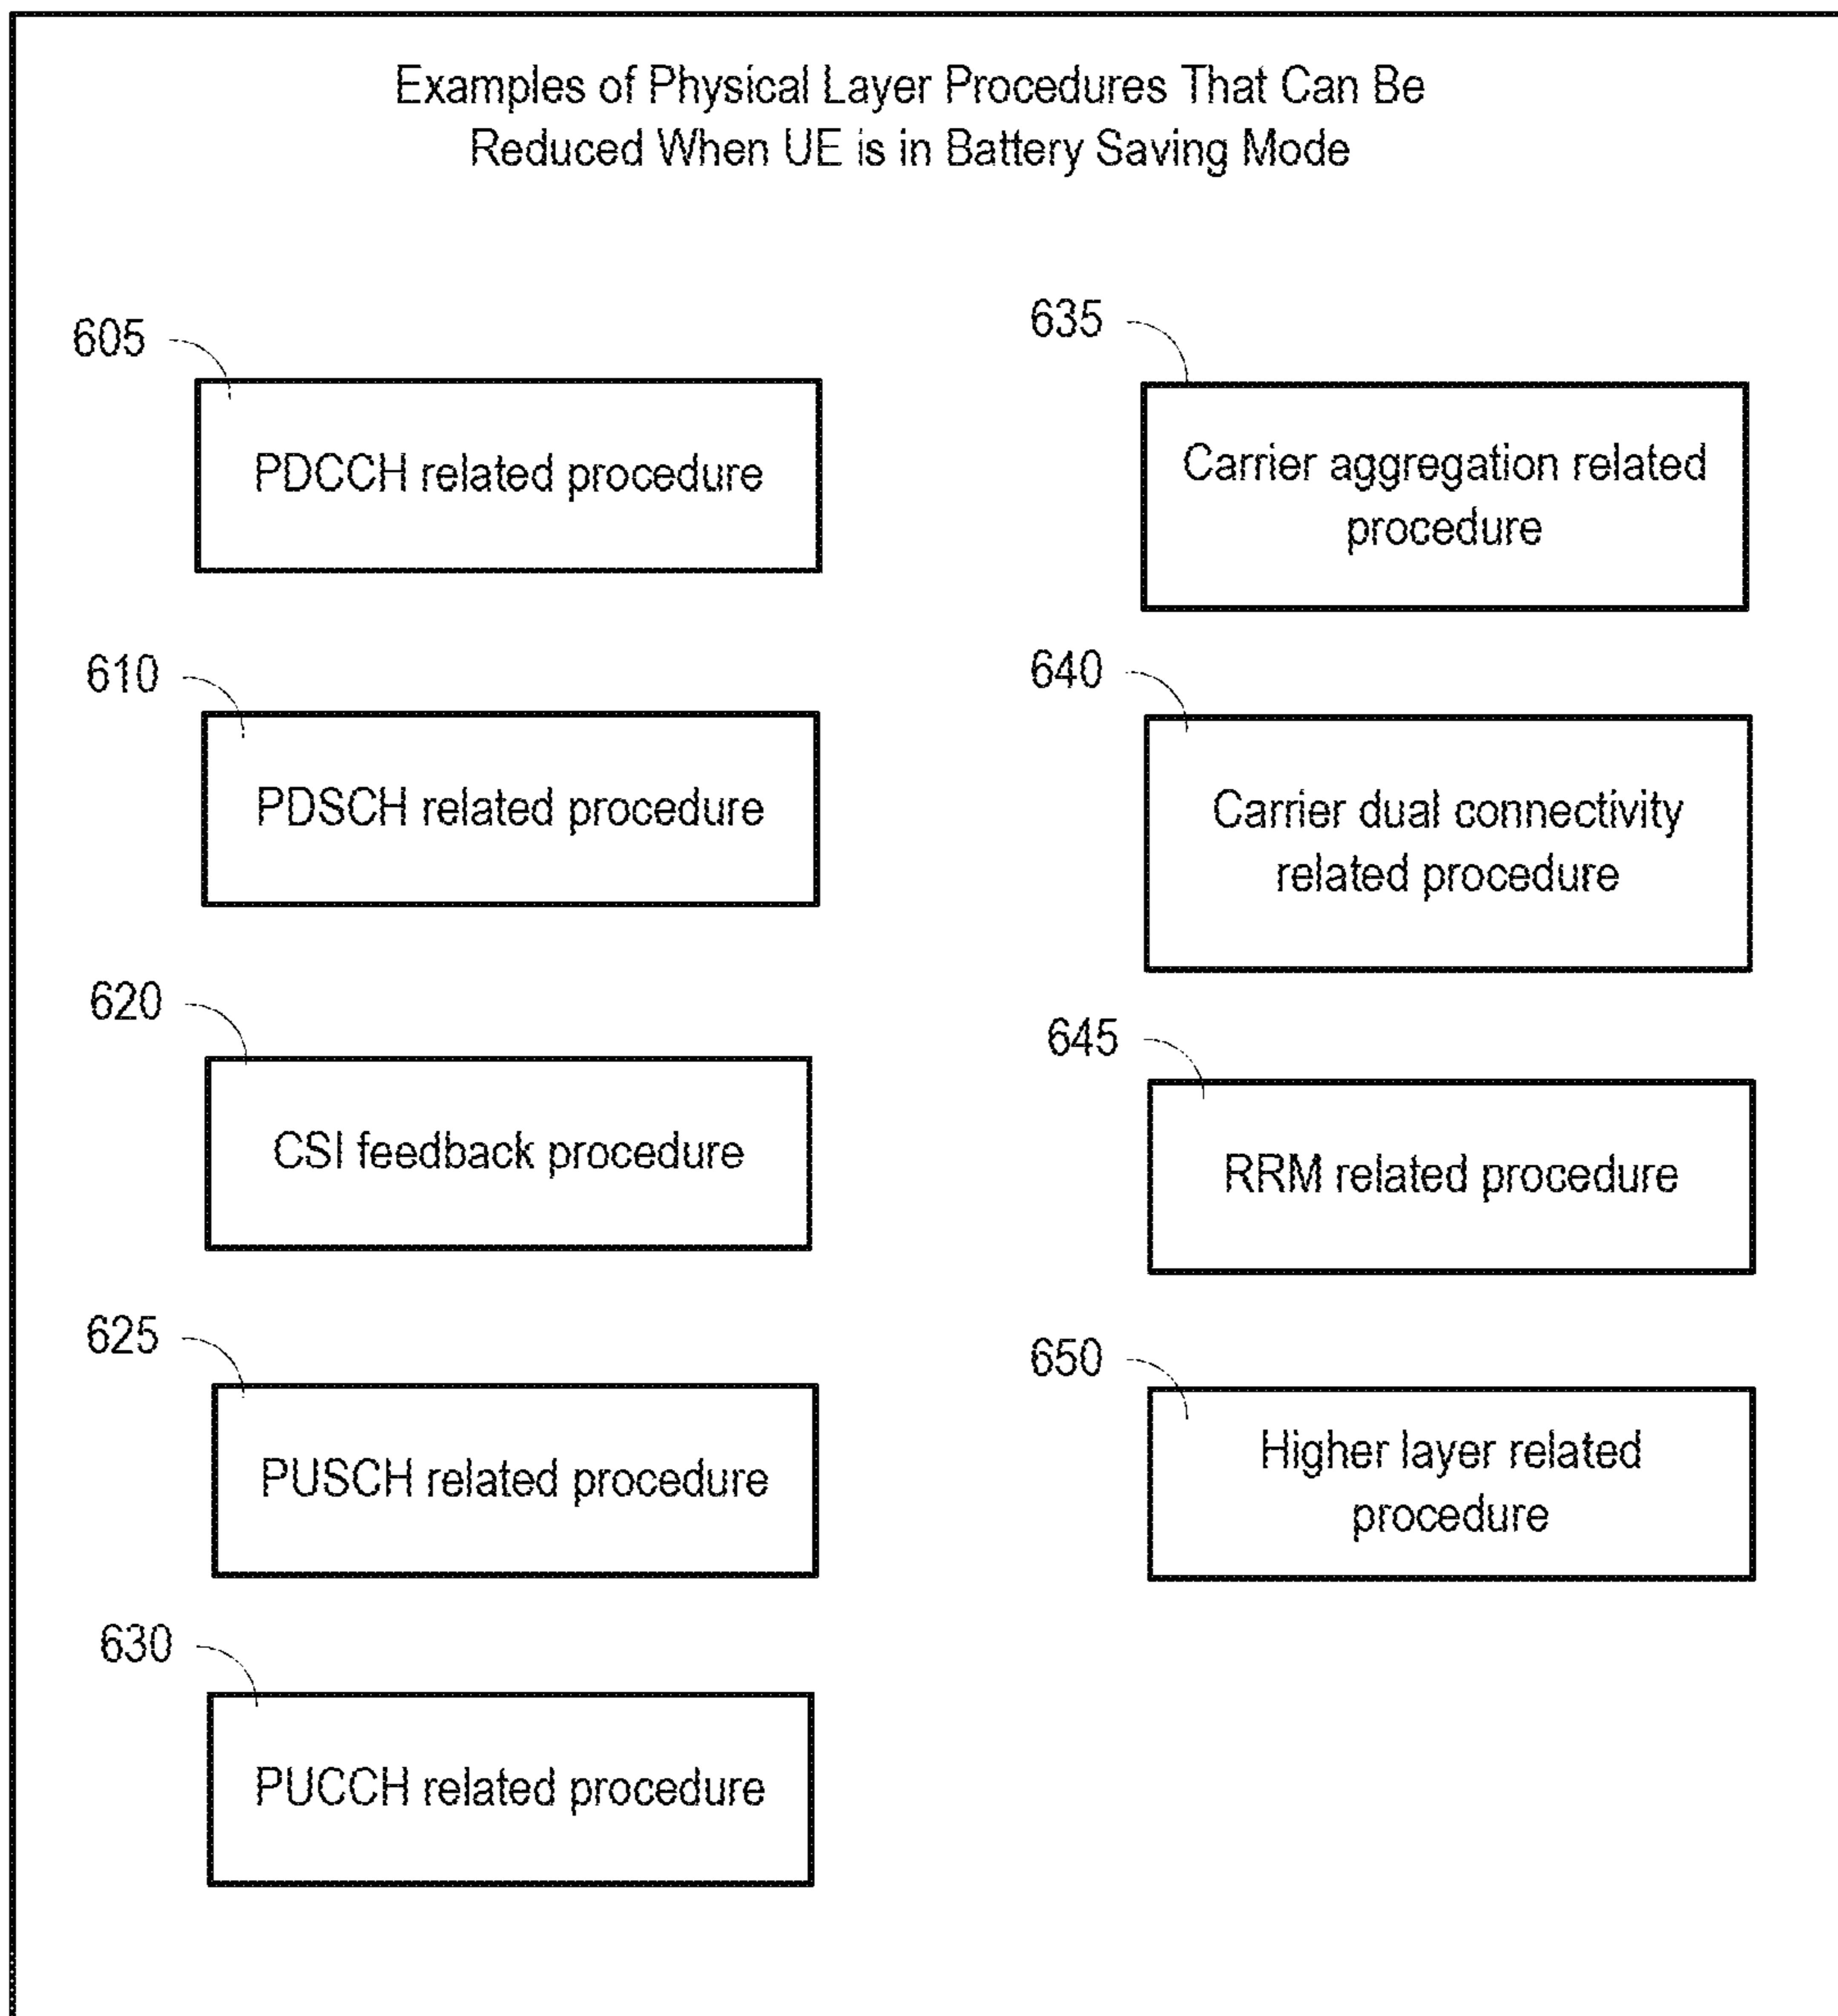 Examples of Physical Layer Procedures That Can Be
Reduced When UE is in Battery Saving Mode
605
PDCCH related procedure
610
PDSCH related procedure
620
CSI feedback procedure
625
PUSCH related procedure
630
PUCCH related procedure
635
Carrier aggregation related
procedure
640
Carrier dual connectivity
related procedure
645
RRM related procedure
650
Higher layer related
procedure